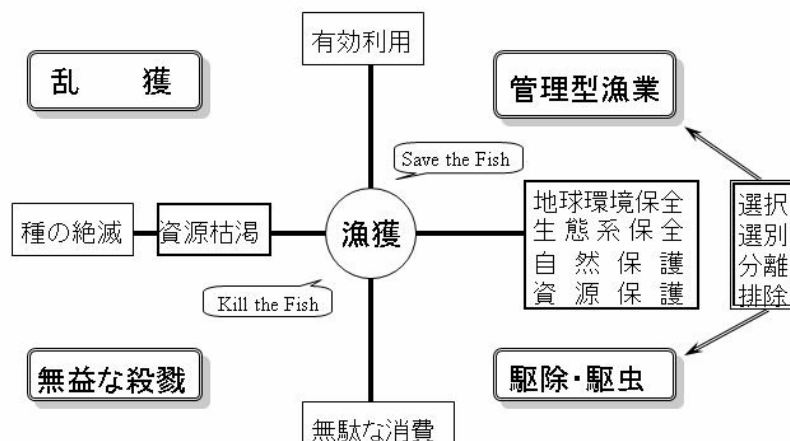 有効利用
乱 獲
管理型漁業
Save the Fish
種の絶滅
資源枯渇
漁獲
地球環境保全
生態系保全
自然保護
資源保護
選択
選別
分離
排除
Kill the Fish
無益な殺戮
駆除・駆虫
無駄な消費